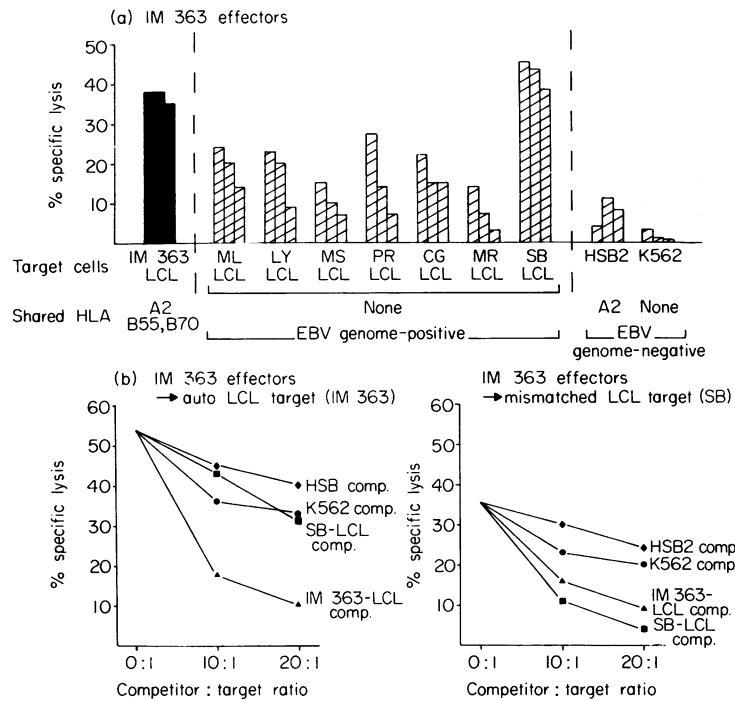 (a) IM 363 effectors
% specific lysis
50
40
30
20
10
Target cells
IM 363 LCL
ML LCL
LY LCL
MS LCL
PR LCL
CG LCL
MR LCL
SB LCL
HSB2
K562
Shared HLA
A2
B55,B70
None
A2
None
EBV genome-positive
EBV
genome-negative
(b) IM 363 effectors
→ auto LCL target (IM 363)
% specific lysis
60
50
40
30
20
10
HSB comp.
K562 comp.
SB-LCL
comp.
IM 363-LCL
comp.
0:1 10:1 20:1
Competitor : target ratio
IM 363 effectors
→ mismatched LCL target (SB)
% specific lysis
60
50
40
30
20
10
HSB2 comp
K562 comp.
IM 363-
LCL comp.
SB-LCL
comp.
0:1 10:1 20:1
Competitor : target ratio